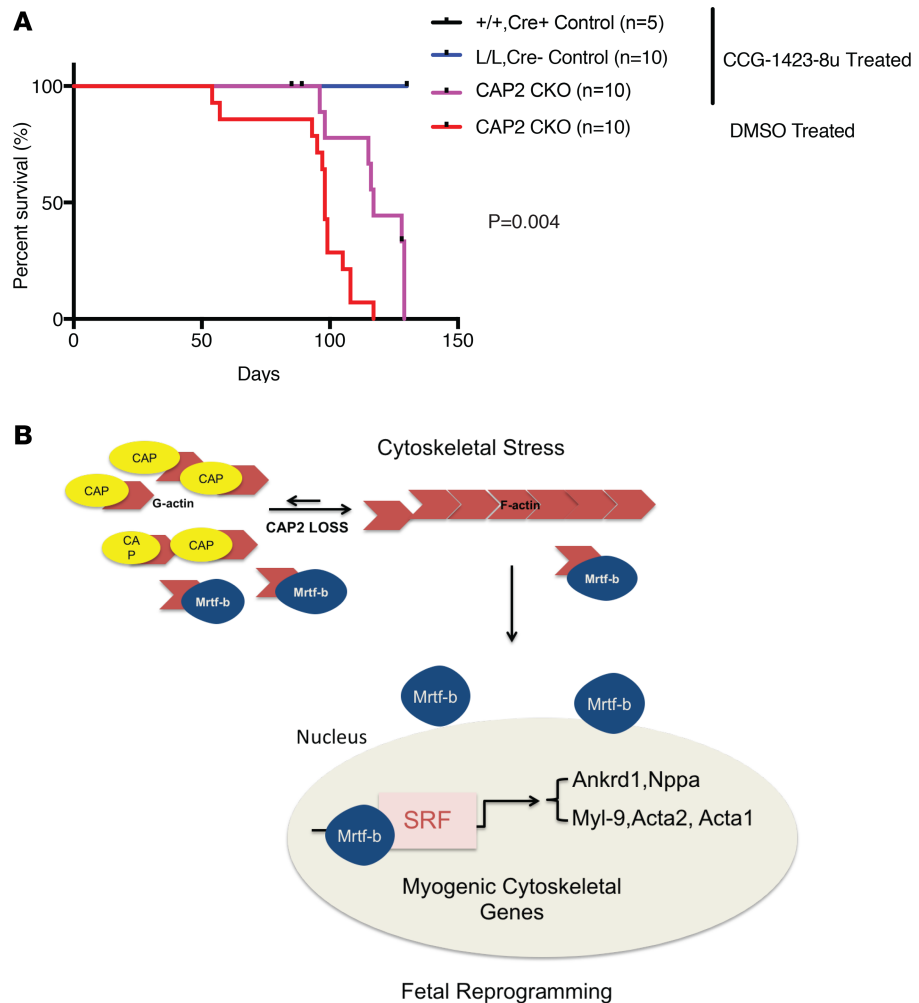 A
+/+,Cre+ Control (n=5)
L/L,Cre- Control (n=10)
CAP2 CKO (n=10)
CAP2 CKO (n=10)
CCG-1423-8u Treated
DMSO Treated
Percent survival (%)
100
50
0
0
50
100
150
Days
P=0.004
B
Cytoskeletal Stress
CAP
CAP
CAP
G-actin
CA
P
CAP
CAP2 LOSS
F-actin
Mrtf-b
Mrtf-b
Mrtf-b
Mrtf-b
Mrtf-b
Nucleus
Mrtf-b
SRF
Ankrd1,Nppa
Myl-9,Acta2, Acta1
Myogenic Cytoskeletal
Genes
Fetal Reprogramming